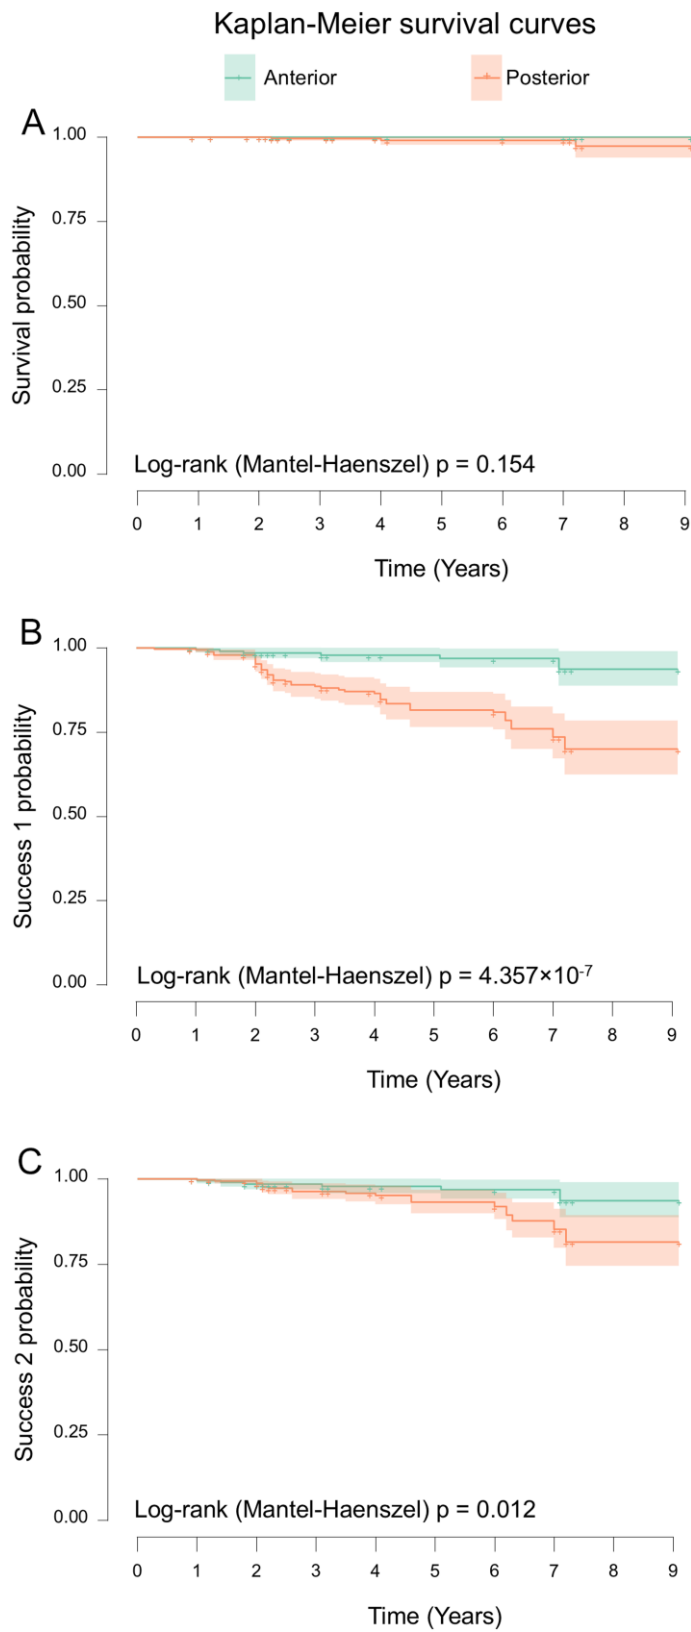 Kaplan-Meier survival curves
Anterior
Posterior
A
1.00
0.75
0.50
0.25
0.00
Survival probability
Log-rank (Mantel-Haenszel) p = 0.154
0 1 2 3 4 5 6 7 8 9
Time (Years)
B
1.00
0.75
0.50
0.25
0.00
Success 1 probability
Log-rank (Mantel-Haenszel) p = 4.357×10⁻⁷
0 1 2 3 4 5 6 7 8 9
Time (Years)
C
1.00
0.75
0.50
0.25
0.00
Success 2 probability
Log-rank (Mantel-Haenszel) p = 0.012
0 1 2 3 4 5 6 7 8 9
Time (Years)